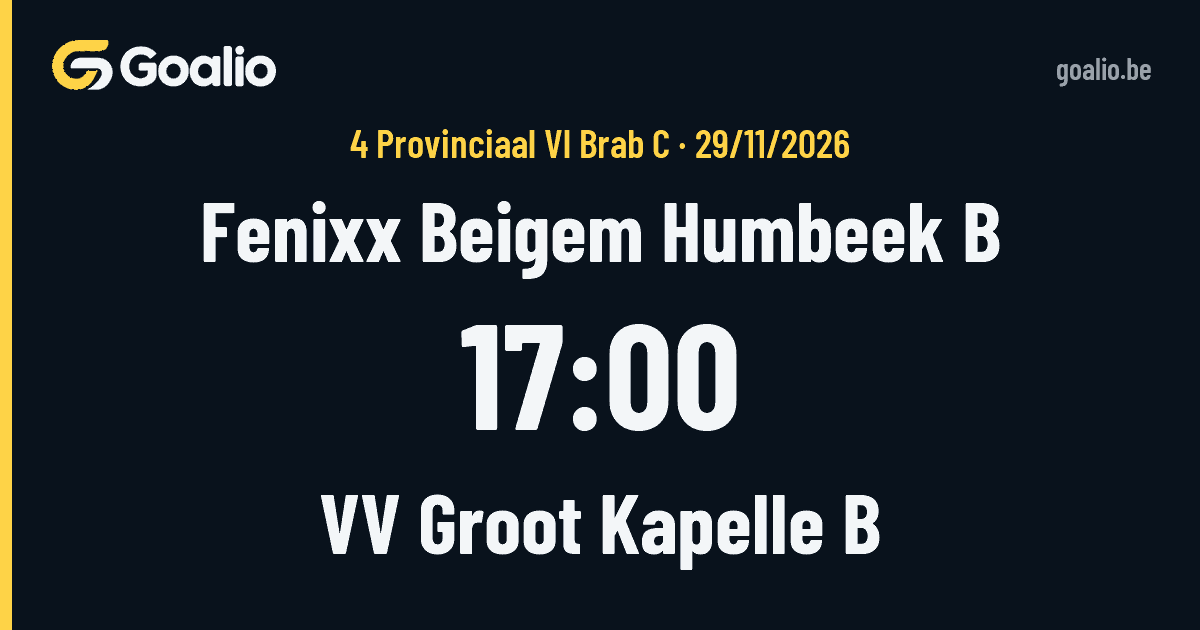 Goalio
goalio.be
4 Provinciaal Vl Brab C · 29/11/2026
Fenixx Beigem Humbeek B
17:00
VV Groot Kapelle B